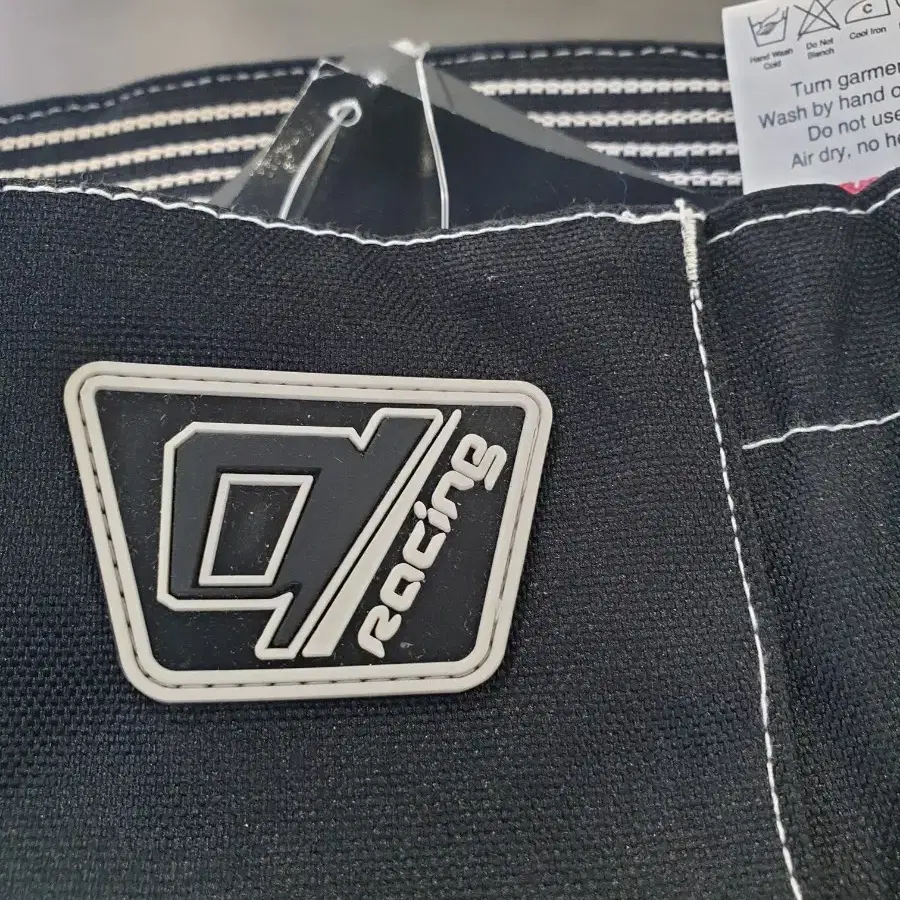 Hand Wash
Cold
Do Not
Bleach
C
Cool Iron
Turn garme
Wash by hand o
Do not use
Air dry, no he
racing